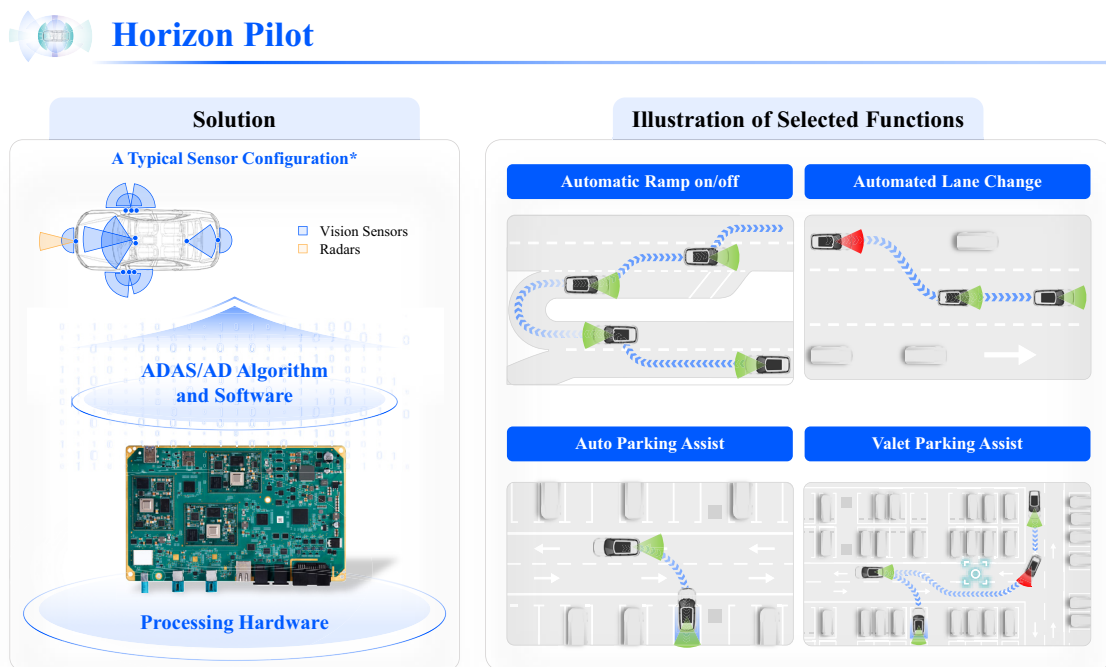 Horizon Pilot
Solution
A Typical Sensor Configuration*
Vision Sensors
Radars
ADAS/AD Algorithm
and Software
Processing Hardware
Illustration of Selected Functions
Automatic Ramp on/off
Automated Lane Change
Auto Parking Assist
Valet Parking Assist